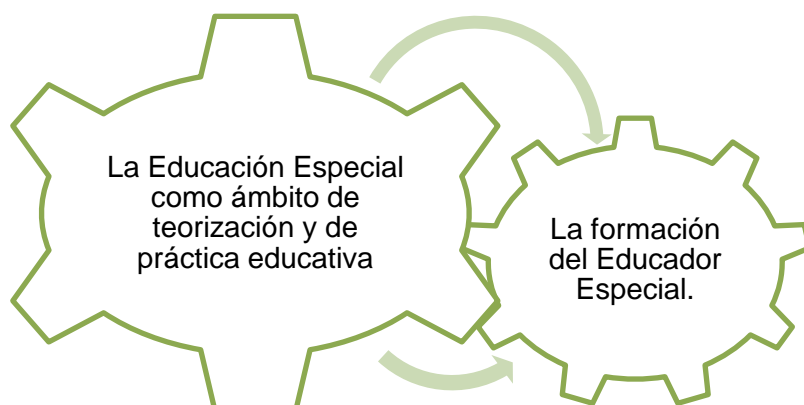 La Educación Especial
como ámbito de
teorización y de
práctica educativa
La formación
del Educador
Especial.